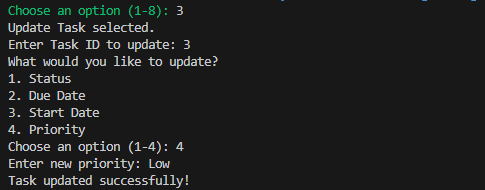 Choose an option (1-8): 3
Update Task selected.
Enter Task ID to update: 3
What would you like to update?
1. Status
2. Due Date
3. Start Date
4. Priority
Choose an option (1-4): 4
Enter new priority: Low
Task updated successfully!